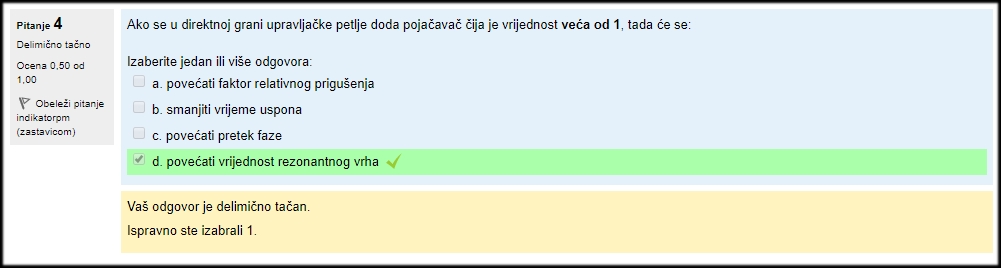 Pitanje 4
Delimično tačno
Ocena 0,50 od
1,00
Obeleži pitanje
indikatorpm
(zastavicom)
Ako se u direktnoj grani upravljačke petlje doda pojačavač čija je vrijednost veća od 1, tada će se:
Izaberite jedan ili više odgovora:
a. povećati faktor relativnog prigušenja
b. smanjiti vrijeme uspona
c. povećati pretek faze
d. povećati vrijednost rezonantnog vrha
Vaš odgovor je delimično tačan.
Ispravno ste izabrali 1.